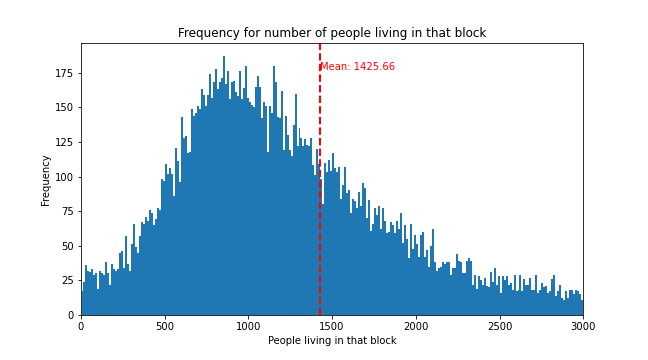 Frequency for number of people living in that block
Mean: 1425.66
175
150
125
100
75
50
25
0
Frequency
0 500 1000 1500 2000 2500 3000
People living in that block